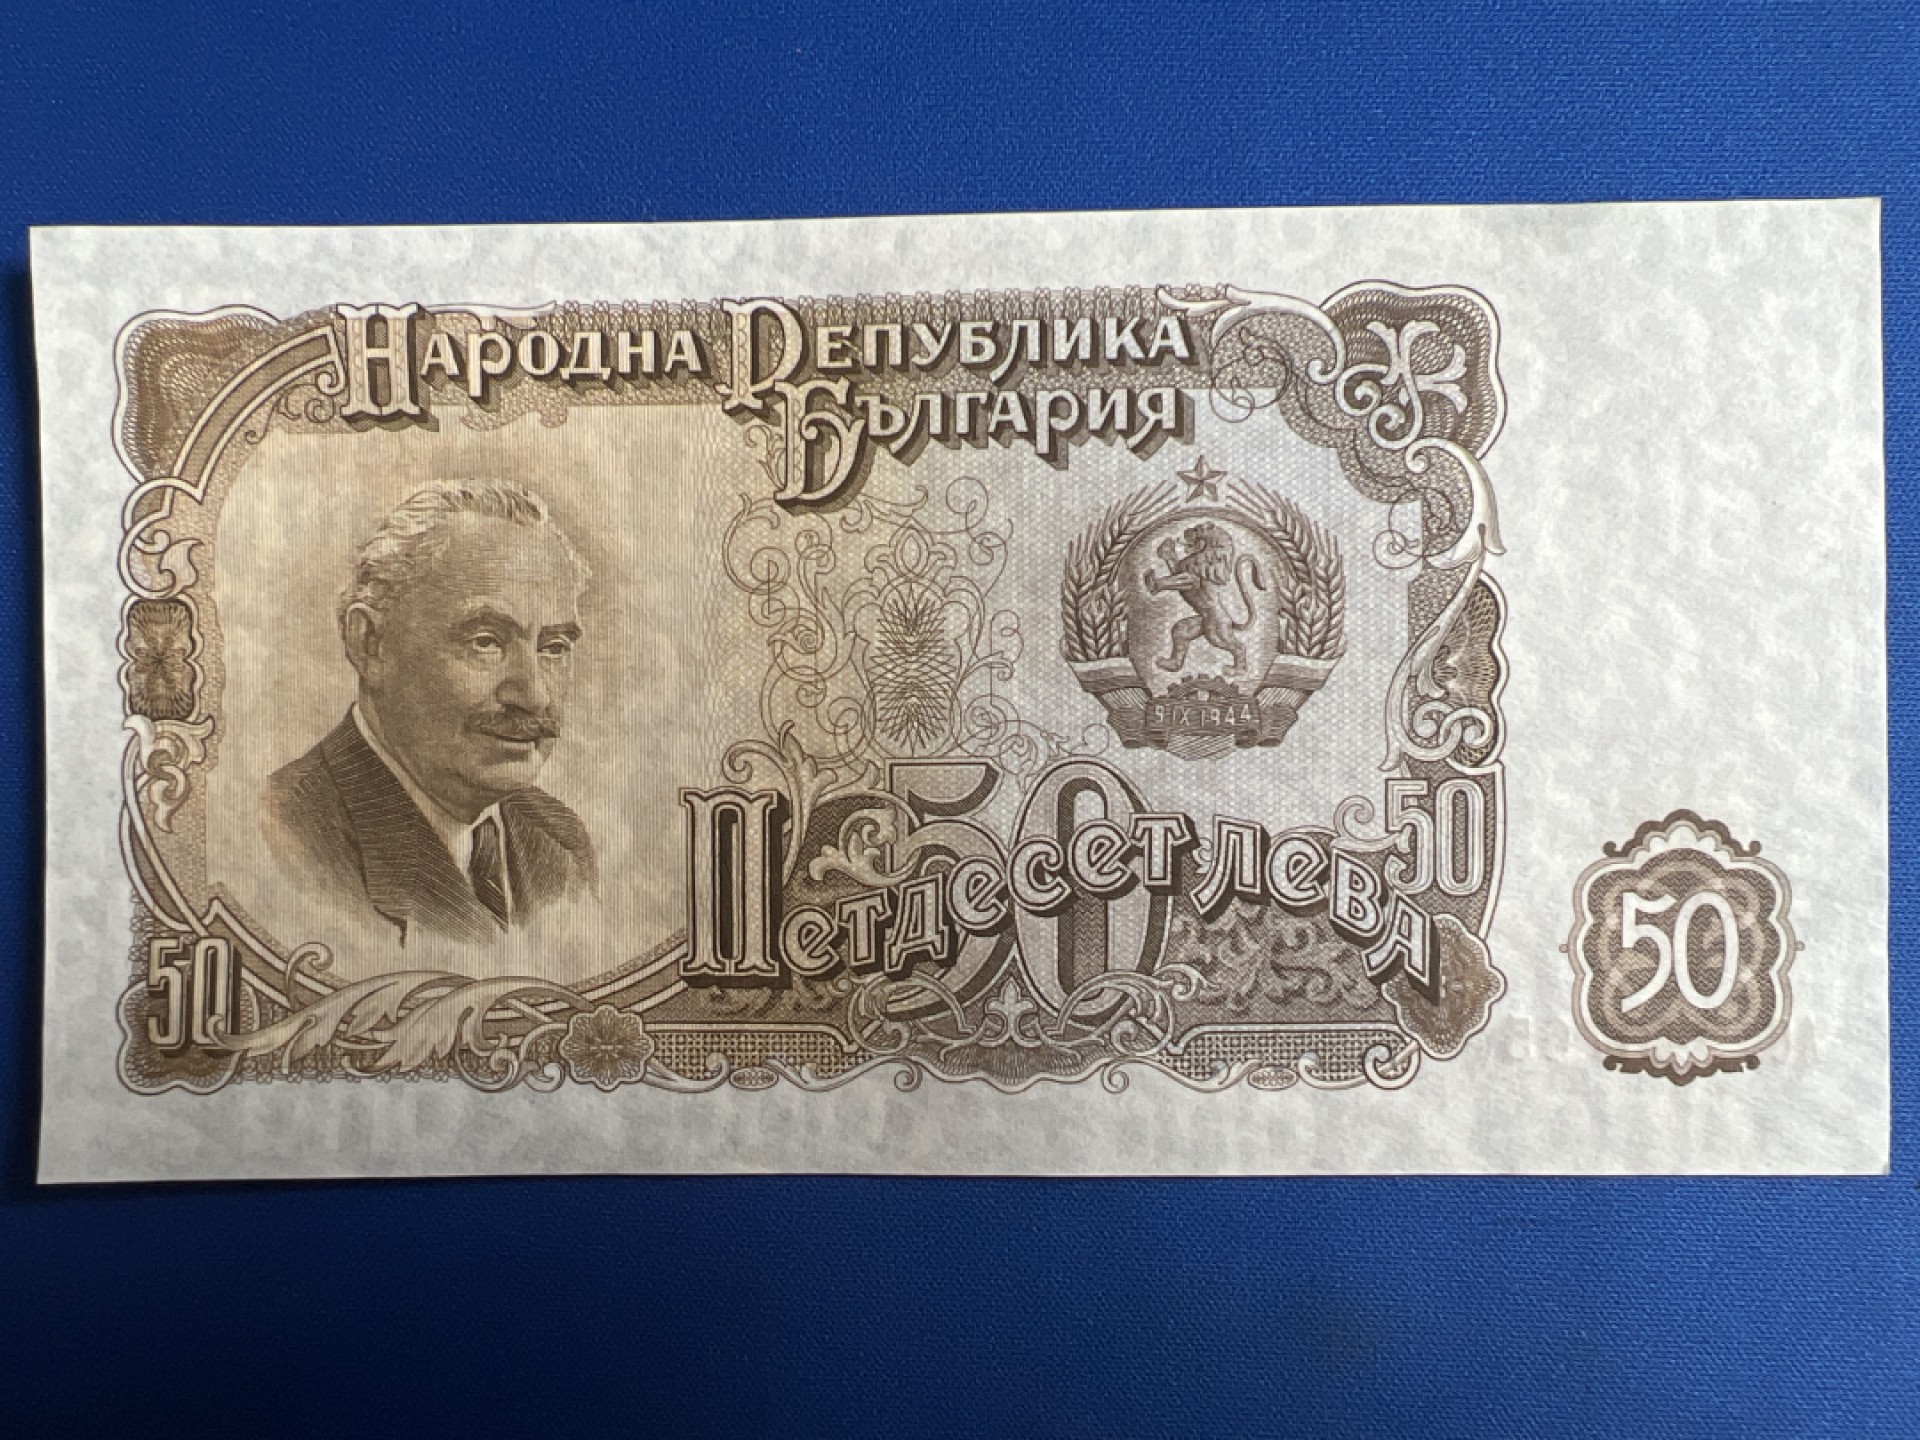 Народна Република
България
9·IX·1944
50
Петдесет лева
50
50
50